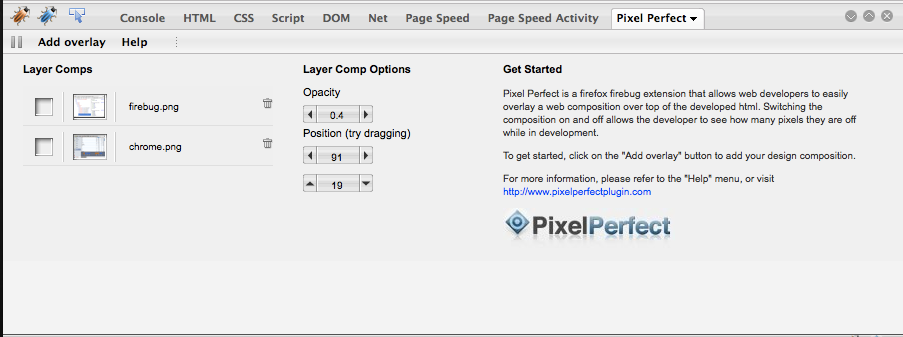 Console HTML CSS Script DOM Net Page Speed Page Speed Activity Pixel Perfect
Add overlay Help
Layer Comps
firebug.png
chrome.png
Layer Comp Options
Opacity
0.4
Position (try dragging)
91
19
Get Started
Pixel Perfect is a firefox firebug extension that allows web developers to easily
overlay a web composition over top of the developed html. Switching the
composition on and off allows the developer to see how many pixels they are off
while in development.
To get started, click on the "Add overlay" button to add your design composition.
For more information, please refer to the "Help" menu, or visit
http://www.pixelperfectplugin.com
PixelPerfect